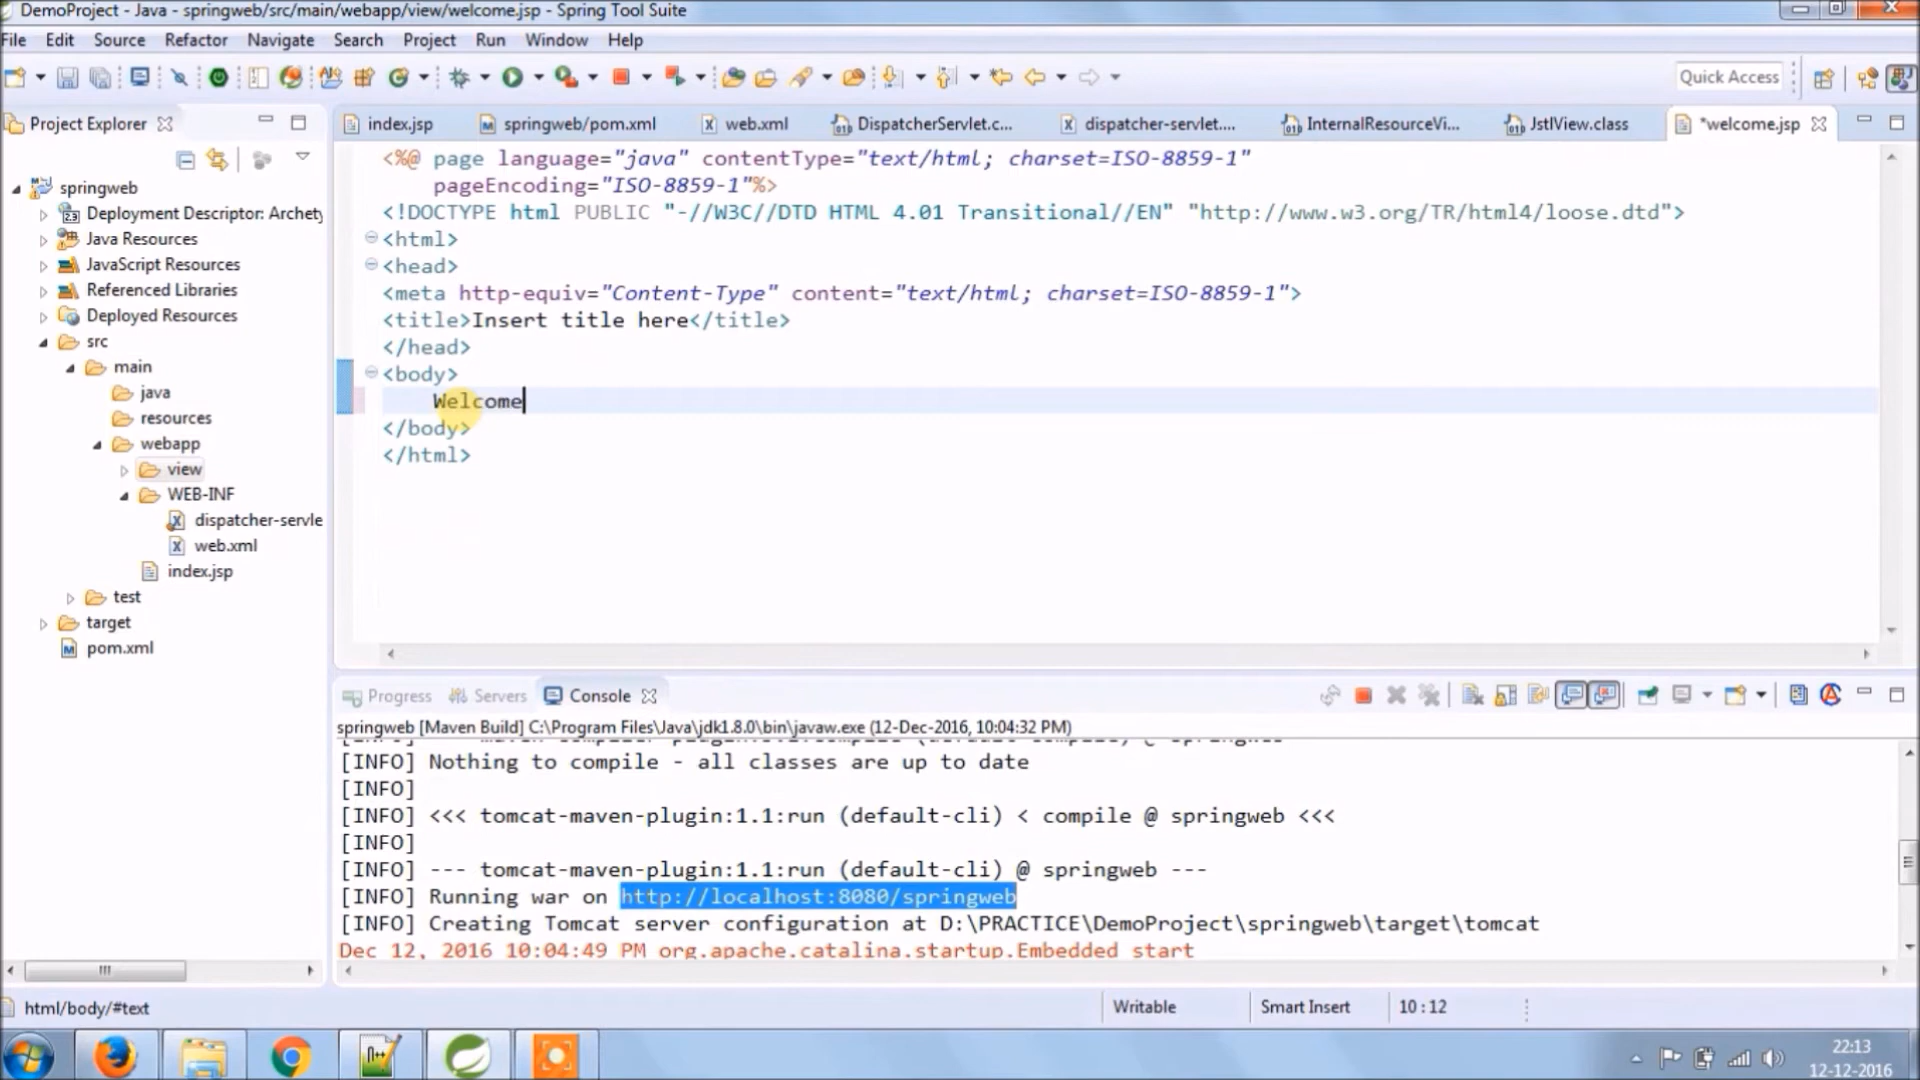 DemoProject - Java - springweb/src/main/webapp/view/welcome.jsp - Spring Tool Suite
File Edit Source Refactor Navigate Search Project Run Window Help
Quick Access
Project Explorer
index.jsp springweb/pom.xml web.xml DispatcherServlet.c... dispatcher-servlet.... InternalResourceVi... JstlView.class *welcome.jsp
springweb
Deployment Descriptor: Archety
Java Resources
JavaScript Resources
Referenced Libraries
Deployed Resources
src
main
java
resources
webapp
view
WEB-INF
dispatcher-servle
web.xml
index.jsp
test
target
pom.xml
<%@ page language="java" contentType="text/html; charset=ISO-8859-1"
pageEncoding="ISO-8859-1"%>
<!DOCTYPE html PUBLIC "-//W3C//DTD HTML 4.01 Transitional//EN" "http://www.w3.org/TR/html4/loose.dtd">
<html>
<head>
<meta http-equiv="Content-Type" content="text/html; charset=ISO-8859-1">
<title>Insert title here</title>
</head>
<body>
Welcome
</body>
</html>
Progress Servers Console
springweb [Maven Build] C:\Program Files\Java\jdk1.8.0\bin\javaw.exe (12-Dec-2016, 10:04:32 PM)
[INFO] Nothing to compile - all classes are up to date
[INFO]
[INFO] <<< tomcat-maven-plugin:1.1:run (default-cli) < compile @ springweb <<<
[INFO]
[INFO] --- tomcat-maven-plugin:1.1:run (default-cli) @ springweb ---
[INFO] Running war on http://localhost:8080/springweb
[INFO] Creating Tomcat server configuration at D:\PRACTICE\DemoProject\springweb\target\tomcat
Dec 12, 2016 10:04:49 PM org.apache.catalina.startup.Embedded start
html/body/#text
Writable
Smart Insert
10 : 12
22:13
12-12-2016